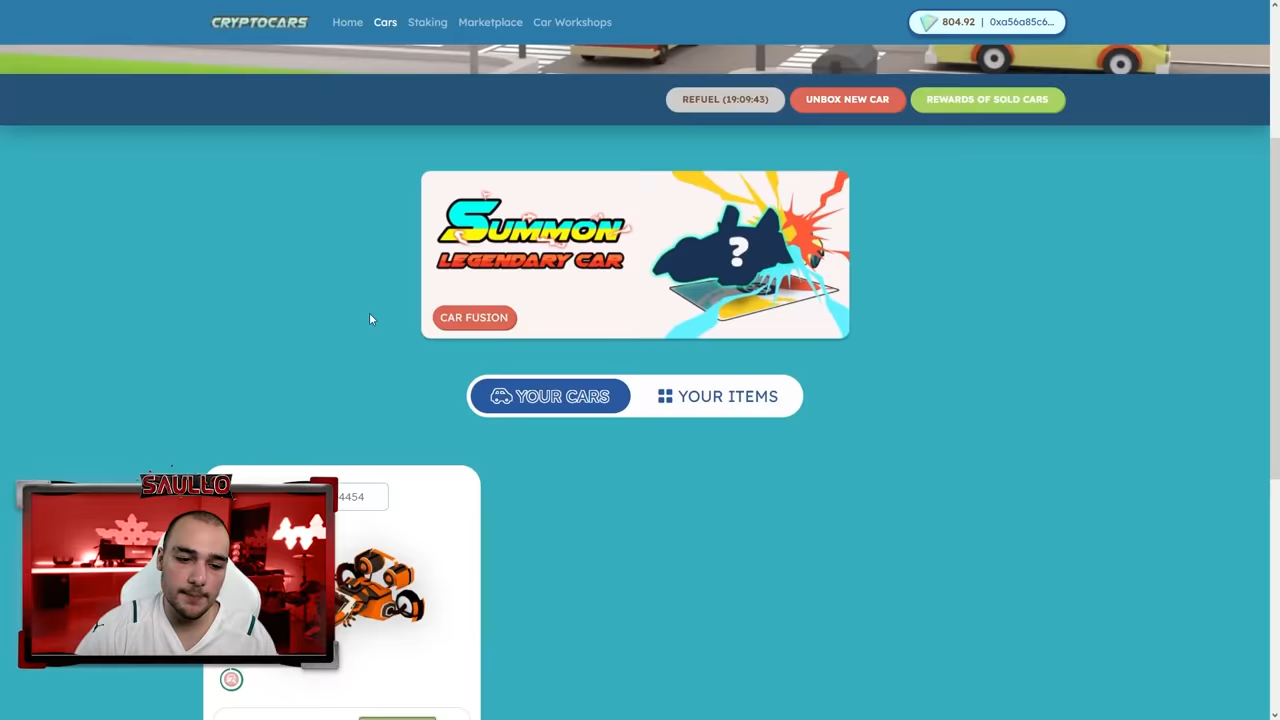 CRYPTOCARS
Home
Cars
Staking
Marketplace
Car Workshops
804.92 | 0xa56a85c6...
REFUEL (19:09:43)
UNBOX NEW CAR
REWARDS OF SOLD CARS
SUMMON
LEGENDARY CAR
?
CAR FUSION
YOUR CARS
YOUR ITEMS
4454
SAULLO